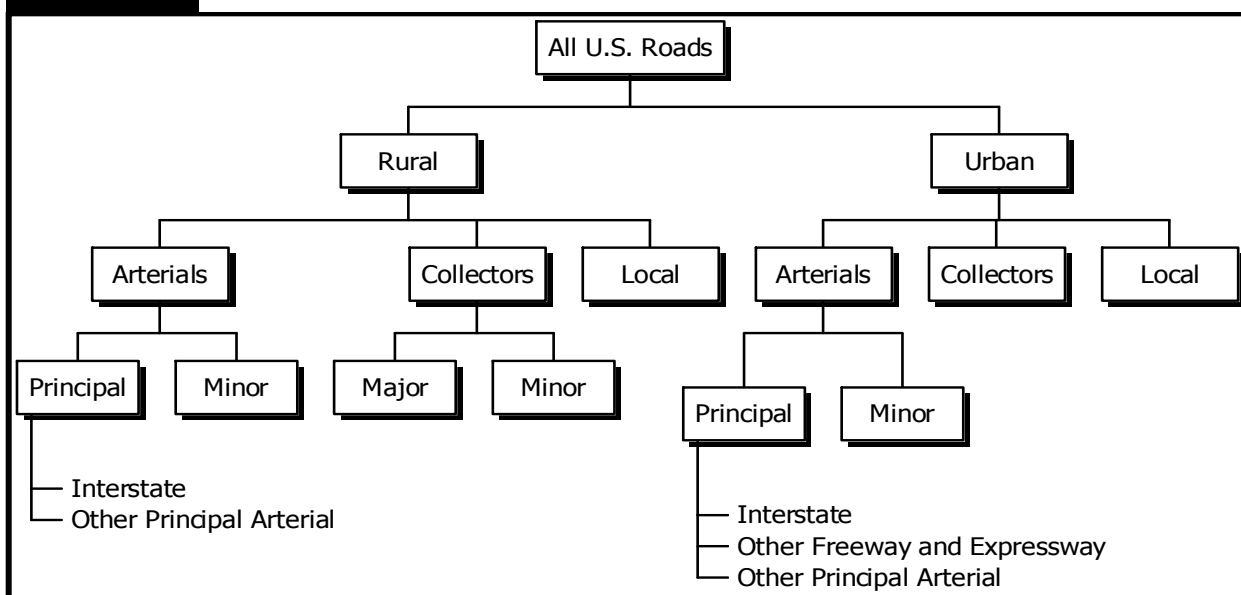 All U.S. Roads
Rural
Urban
Arterials
Collectors
Local
Arterials
Collectors
Local
Principal
Minor
Major
Minor
Principal
Minor
Interstate
Other Principal Arterial
Interstate
Other Freeway and Expressway
Other Principal Arterial